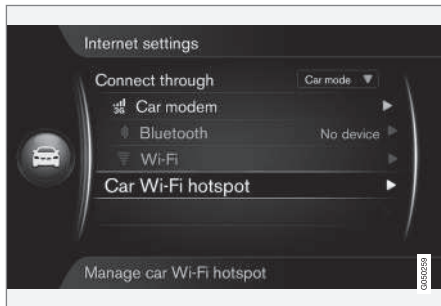 Internet settings
Connect through Car mode
3G Car modem
Bluetooth No device
Wi-Fi
Car Wi-Fi hotspot
Manage car Wi-Fi hotspot
G050259